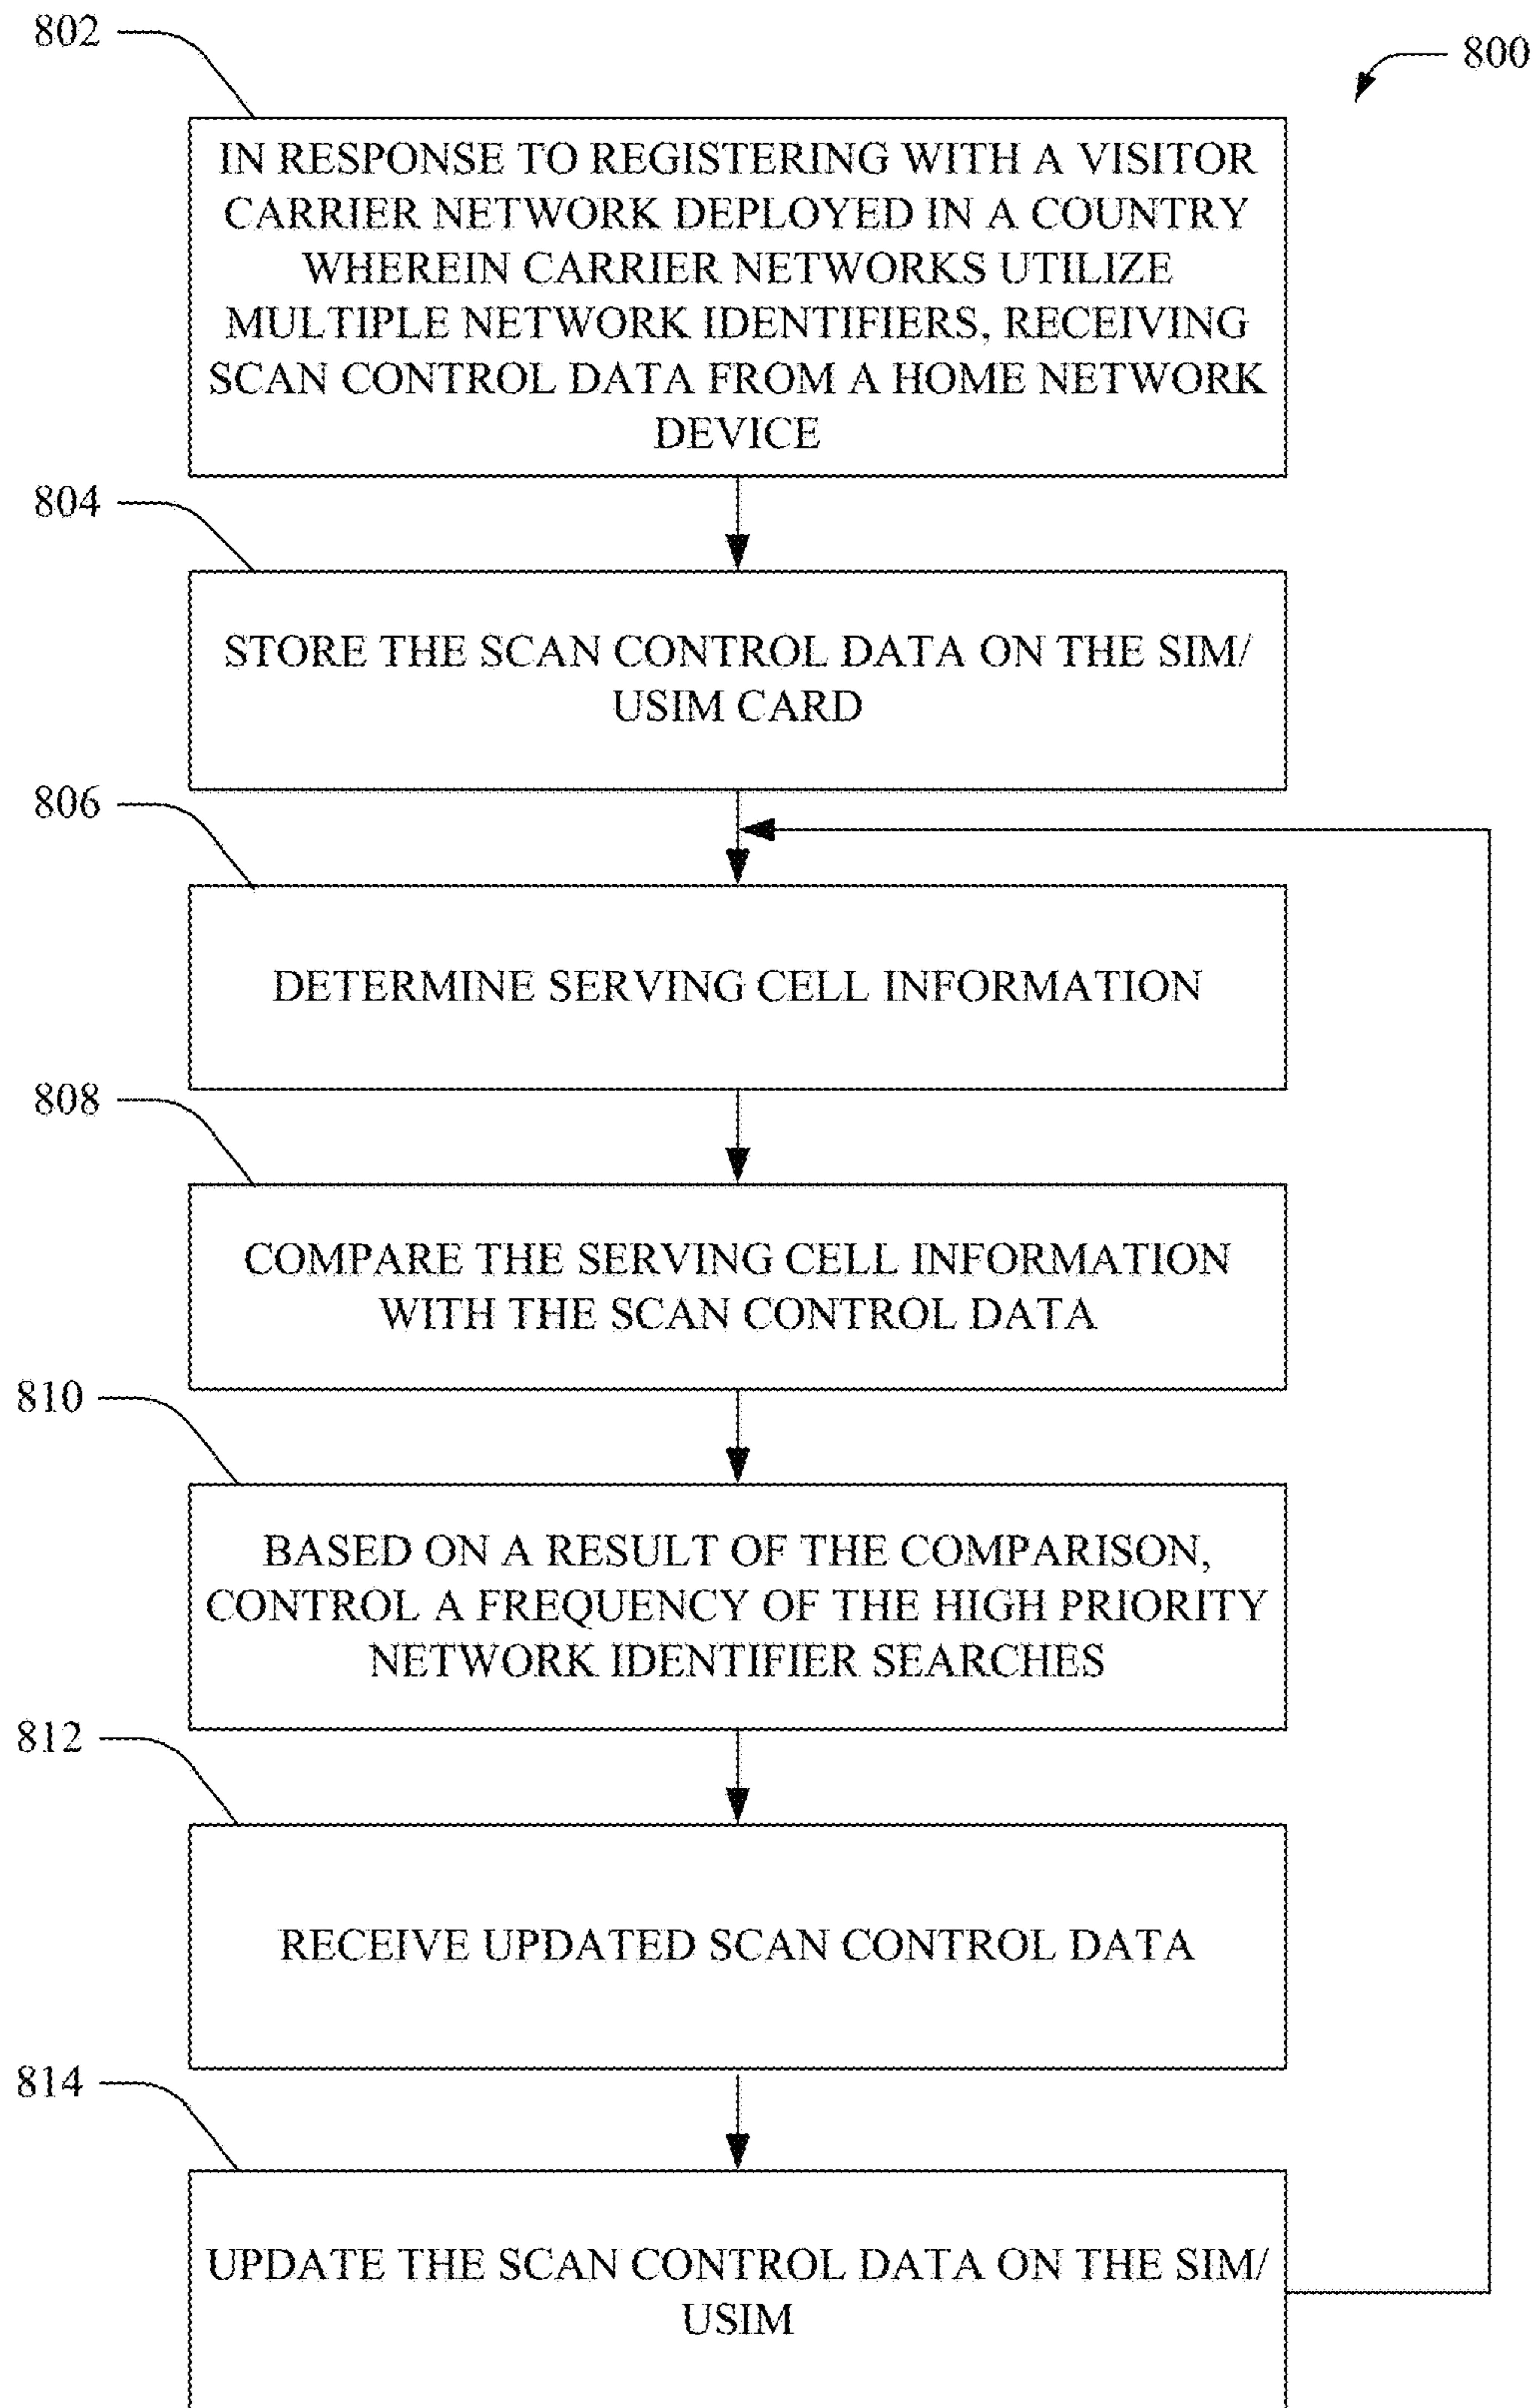 802
800
IN RESPONSE TO REGISTERING WITH A VISITOR
CARRIER NETWORK DEPLOYED IN A COUNTRY
WHEREIN CARRIER NETWORKS UTILIZE
MULTIPLE NETWORK IDENTIFIERS, RECEIVING
SCAN CONTROL DATA FROM A HOME NETWORK
DEVICE
804
STORE THE SCAN CONTROL DATA ON THE SIM/
USIM CARD
806
DETERMINE SERVING CELL INFORMATION
808
COMPARE THE SERVING CELL INFORMATION
WITH THE SCAN CONTROL DATA
810
BASED ON A RESULT OF THE COMPARISON,
CONTROL A FREQUENCY OF THE HIGH PRIORITY
NETWORK IDENTIFIER SEARCHES
812
RECEIVE UPDATED SCAN CONTROL DATA
814
UPDATE THE SCAN CONTROL DATA ON THE SIM/
USIM